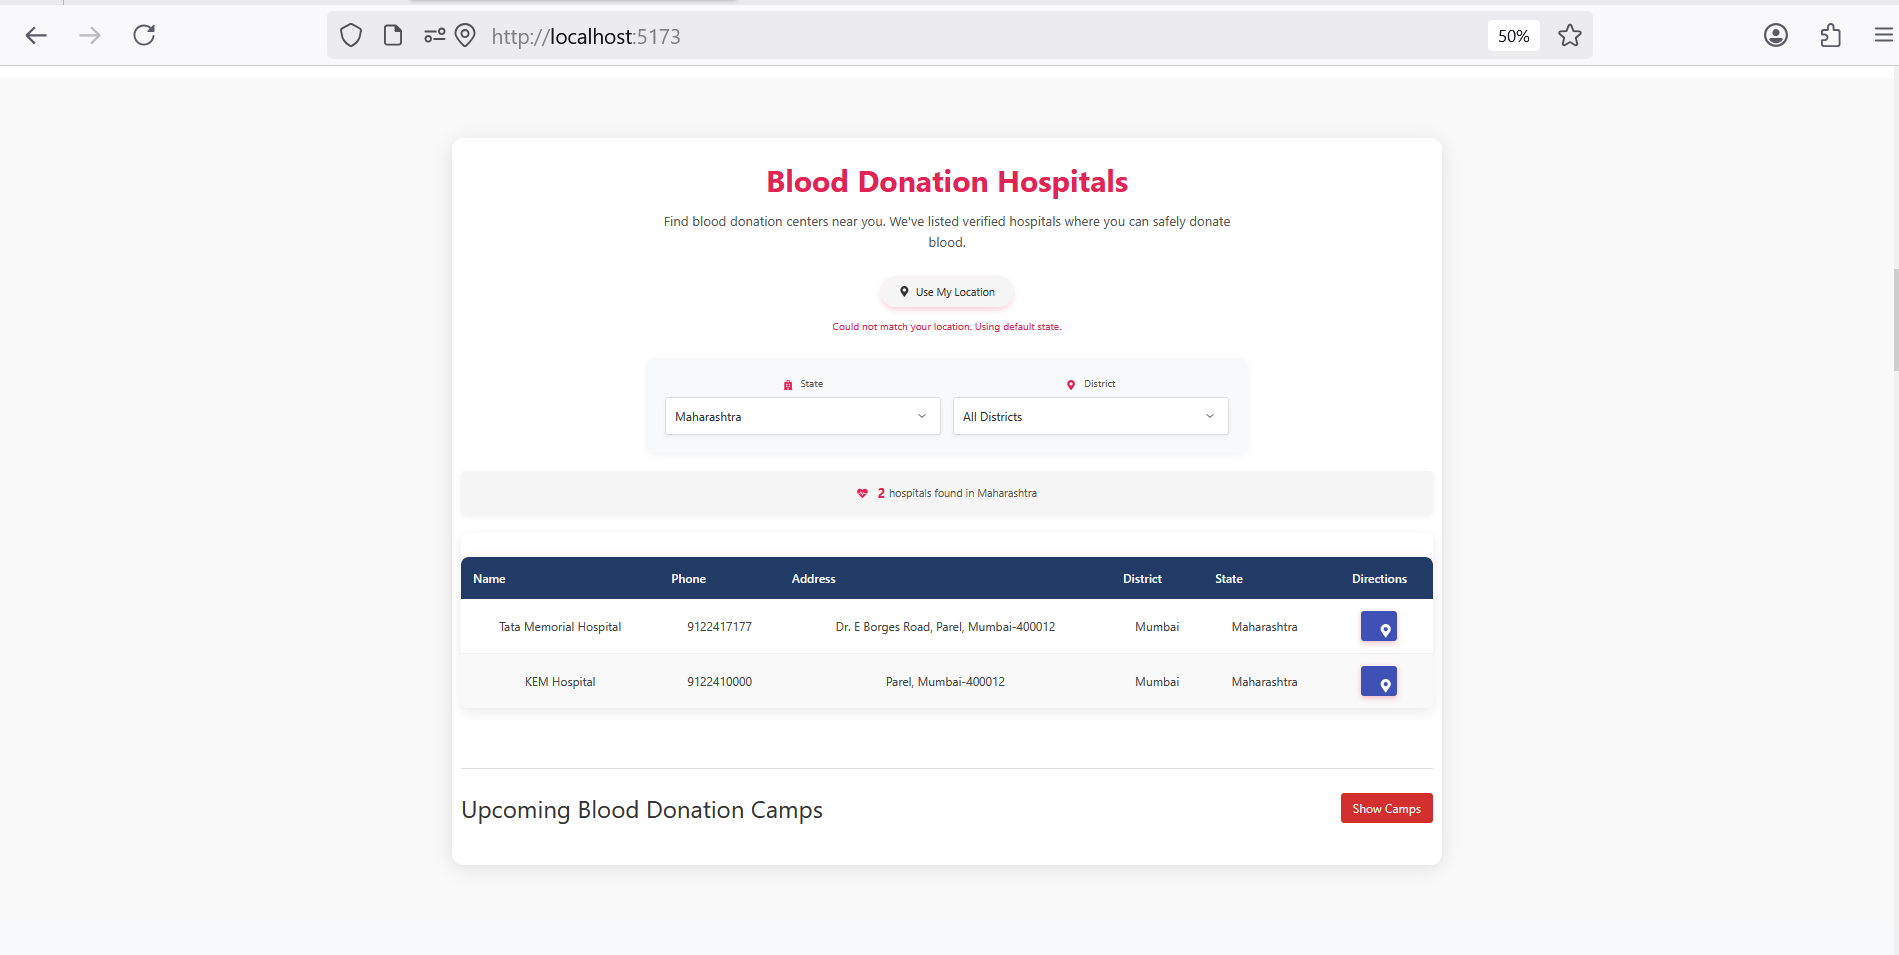 http://localhost:5173
50%
Blood Donation Hospitals
Find blood donation centers near you. We've listed verified hospitals where you can safely donate
blood.
Use My Location
Could not match your location. Using default state.
State District
Maharashtra All Districts
2 hospitals found in Maharashtra
Name Phone Address District State Directions
Tata Memorial Hospital 9122417177 Dr. E Borges Road, Parel, Mumbai-400012 Mumbai Maharashtra
KEM Hospital 9122410000 Parel, Mumbai-400012 Mumbai Maharashtra
Upcoming Blood Donation Camps Show Camps